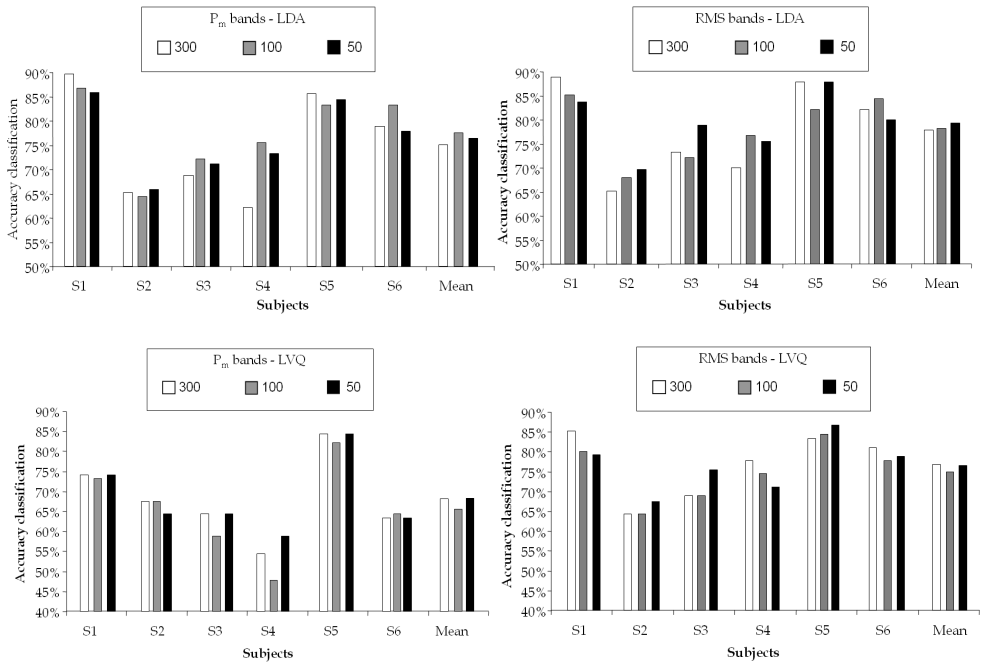 P_m bands - LDA
300 100 50
90%
85%
80%
75%
70%
65%
60%
55%
50%
Accuracy classification
S1 S2 S3 S4 S5 S6 Mean
Subjects
RMS bands - LDA
300 100 50
90%
85%
80%
75%
70%
65%
60%
55%
50%
Accuracy classification
S1 S2 S3 S4 S5 S6 Mean
Subjects
P_m bands - LVQ
300 100 50
90%
85%
80%
75%
70%
65%
60%
55%
50%
45%
40%
Accuracy classification
S1 S2 S3 S4 S5 S6 Mean
Subjects
RMS bands - LVQ
300 100 50
90%
85%
80%
75%
70%
65%
60%
55%
50%
45%
40%
Accuracy classification
S1 S2 S3 S4 S5 S6 Mean
Subjects